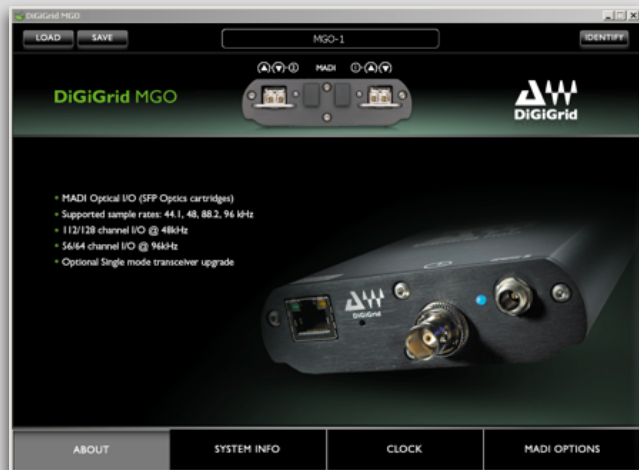 DiGiGrid MGO
LOAD
SAVE
MGO-1
IDENTIFY
MADI
DiGiGrid MGO
DiGiGrid
• MADI Optical I/O (SFP Optics cartridges)
• Supported sample rates: 44.1, 48, 88.2, 96 kHz
• 112/128 channel I/O @ 48kHz
• 56/64 channel I/O @ 96kHz
• Optional Single mode transceiver upgrade
DiGiGrid
ABOUT
SYSTEM INFO
CLOCK
MADI OPTIONS